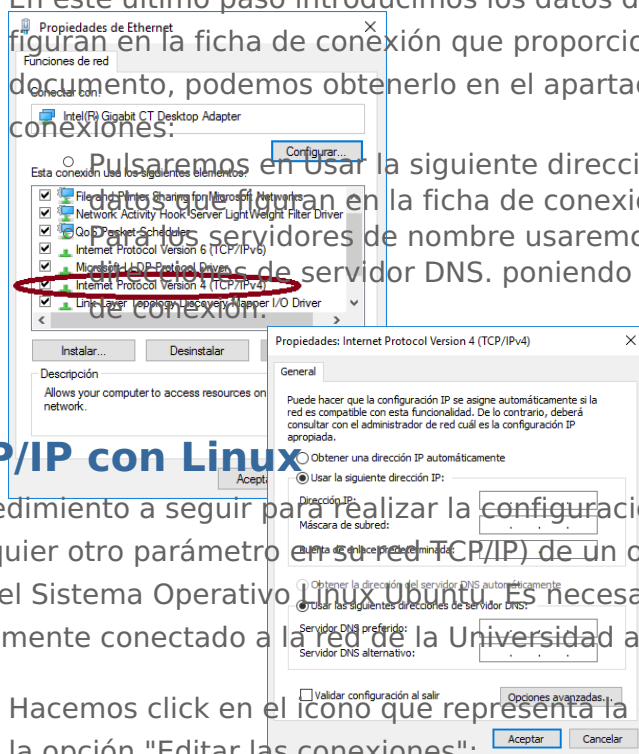 En este último paso introducimos los datos d
figuran en la ficha de conexión que proporcio
documento, podemos obtenerlo en el apartad
conexiones:
Pulsaremos en Usar la siguiente direcci
datos que figuran en la ficha de conexi
Para los servidores de nombre usaremo
direcciones de servidor DNS. poniendo
de conexión.
Propiedades de Ethernet
Funciones de red
Conectar con:
Intel(R) Gigabit CT Desktop Adapter
Configurar...
Esta conexión usa los siguientes elementos:
File and Printer Sharing for Microsoft Networks
Network Activity Hook Server LightWeight Filter Driver
QoS Packet Scheduler
Internet Protocol Version 6 (TCP/IPv6)
Microsoft LLDP Protocol Driver
Internet Protocol Version 4 (TCP/IPv4)
Link-Layer Topology Discovery Mapper I/O Driver
Instalar...
Desinstalar
Descripción
Allows your computer to access resources on
network.
Acept
Propiedades: Internet Protocol Version 4 (TCP/IPv4)
General
Puede hacer que la configuración IP se asigne automáticamente si la
red es compatible con esta funcionalidad. De lo contrario, deberá
consultar con el administrador de red cuál es la configuración IP
apropiada.
Obtener una dirección IP automáticamente
Usar la siguiente dirección IP:
Dirección IP:
Máscara de subred:
Puerta de enlace predeterminada:
Obtener la dirección del servidor DNS automáticamente
Usar las siguientes direcciones de servidor DNS:
Servidor DNS preferido:
Servidor DNS alternativo:
Validar configuración al salir
Opciones avanzadas...
Aceptar
Cancelar
P/IP con Linux
edimiento a seguir para realizar la configuraci
quier otro parámetro en su red TCP/IP) de un o
el Sistema Operativo Linux Ubuntu. Es necesa
mente conectado a la red de la Universidad a
Hacemos click en el icono que representa la
la opción "Editar las conexiones":